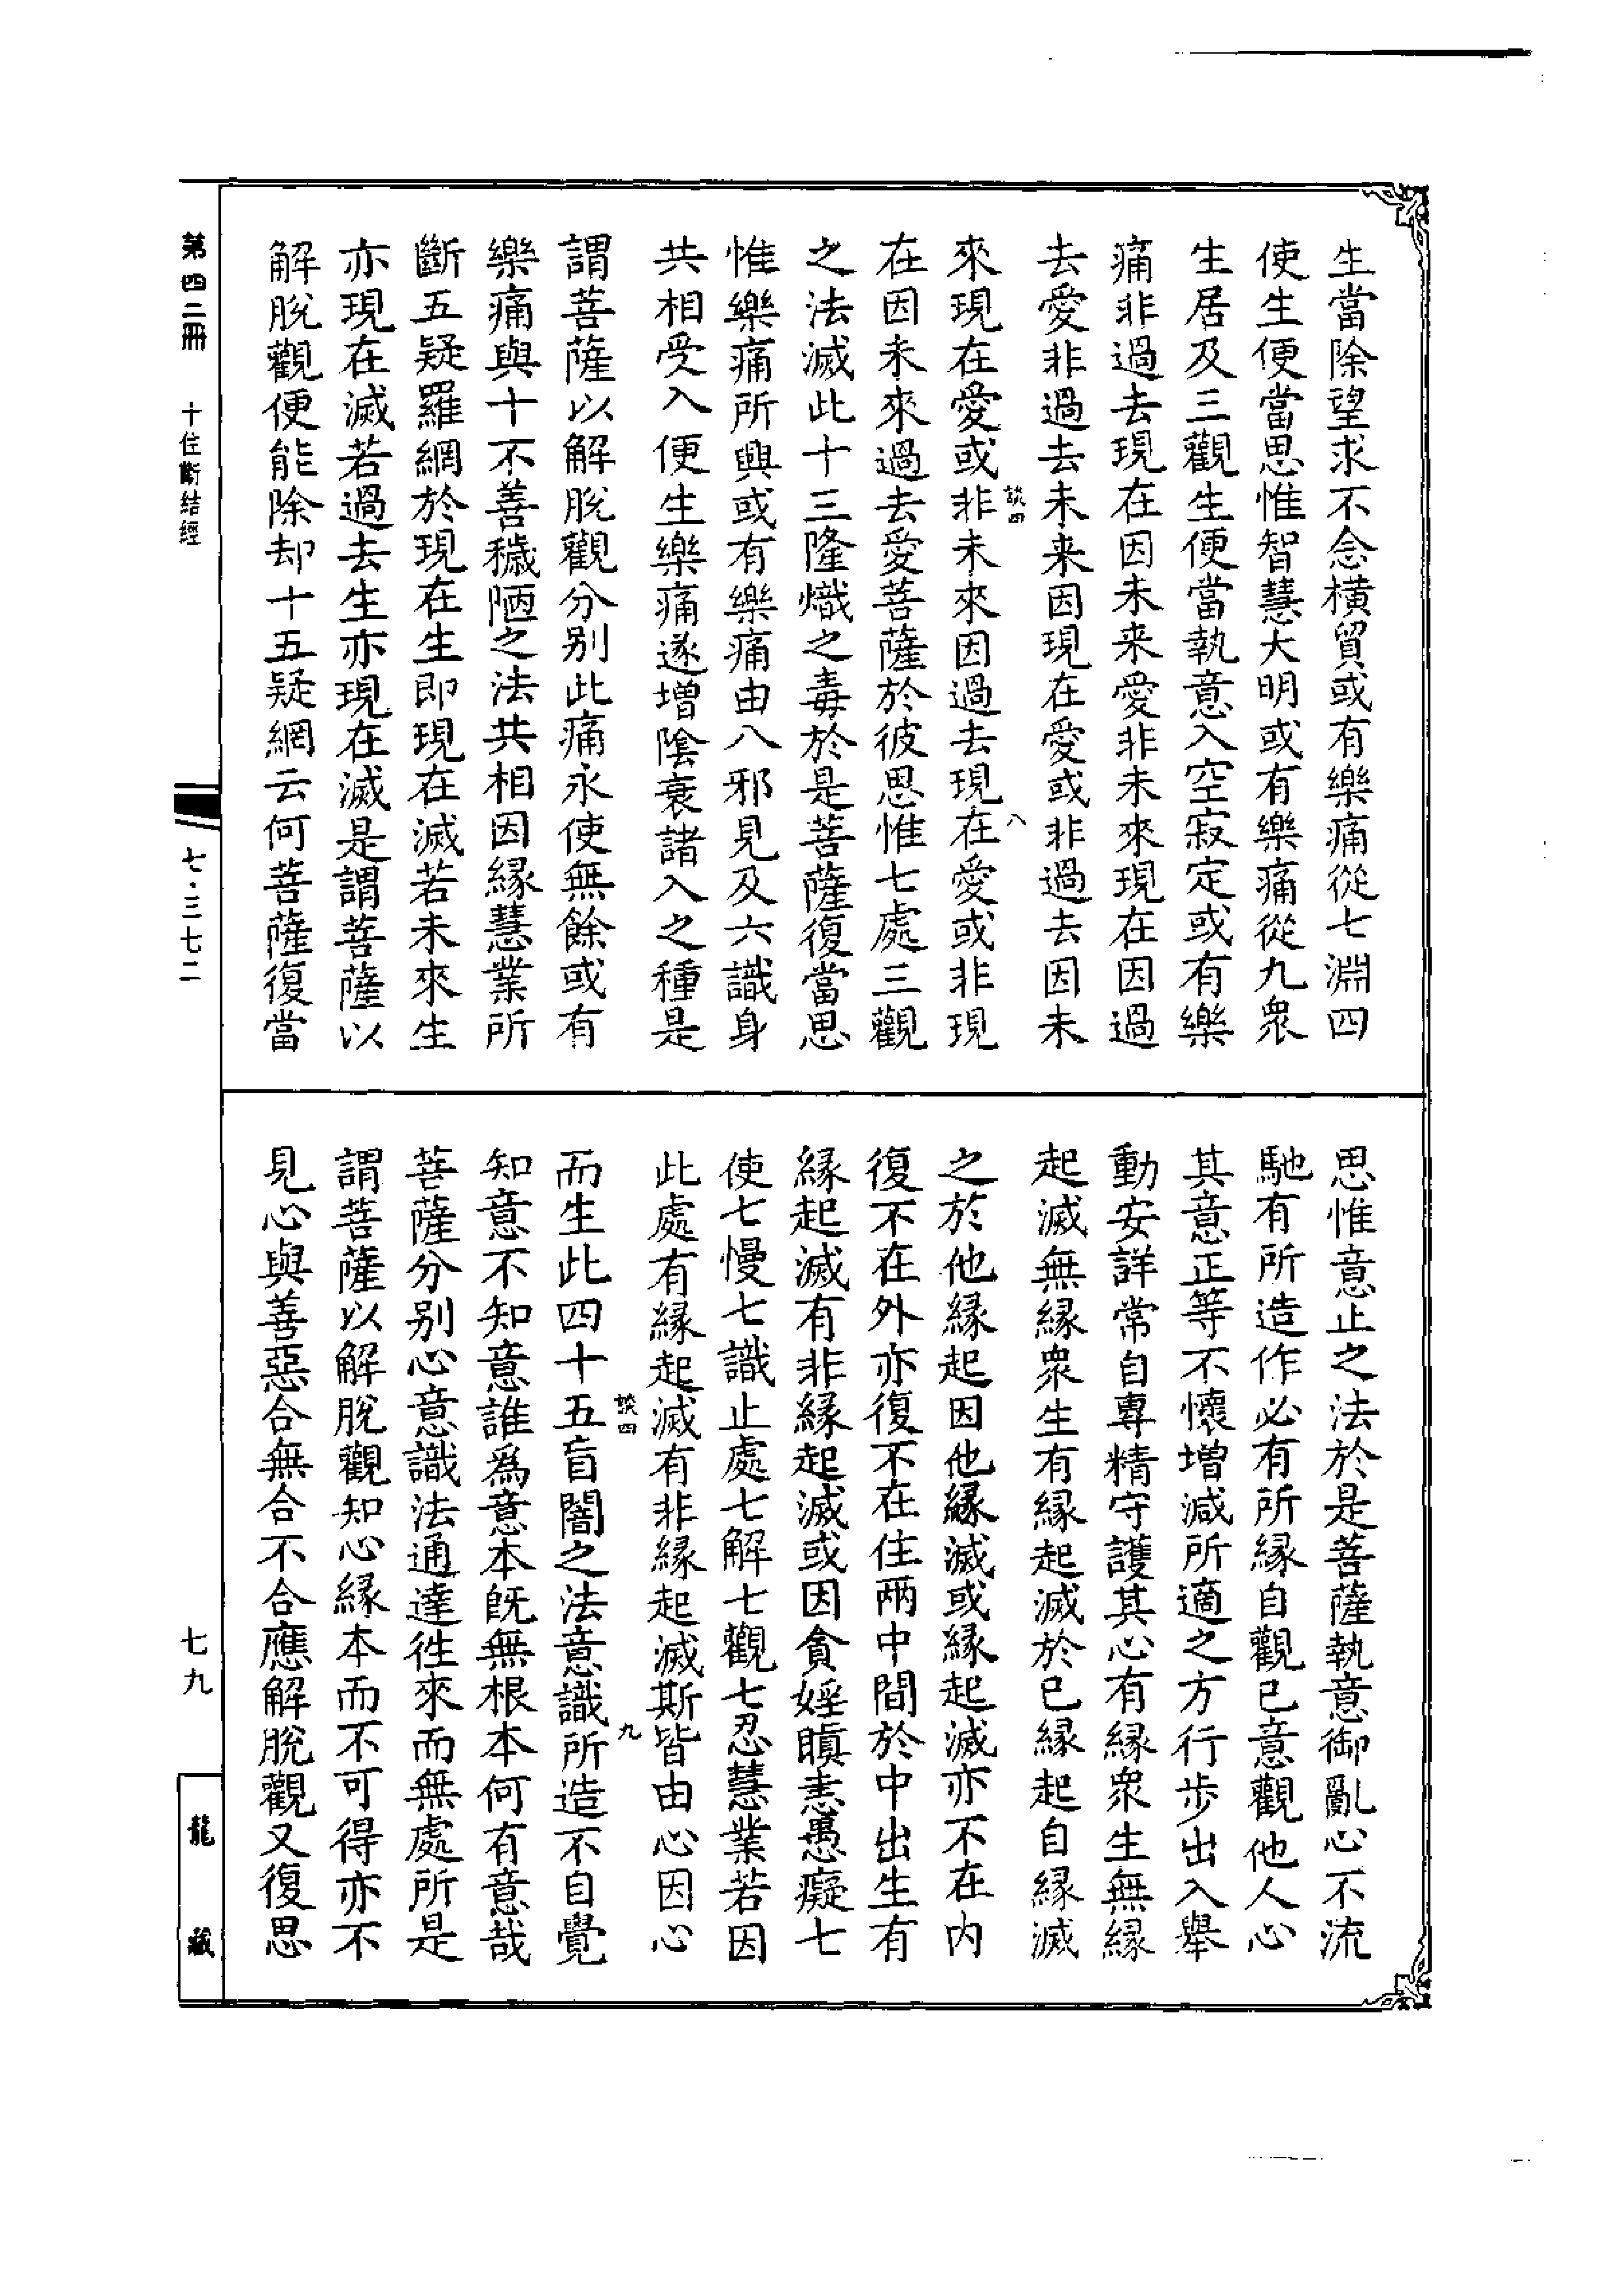 生當除望求不念橫貿或有樂痛從七淵四
使生便當思惟智慧大明或有樂痛從九衆
生居及三觀生便當執意入空寂定或有樂
痛非過去現在因未来愛非未來現在因過
去愛非過去未来因現在愛或非過去因未
談四
八
來現在愛或非未來因過去現在愛或非現
在因未來過去愛菩薩於彼思惟七處三觀
之法滅此十三隆熾之毒於是菩薩復當思
惟樂痛所興或有樂痛由八邪見及六識身
共相受入便生樂痛遂增陰衰諸入之種是
謂菩薩以解脫觀分别此痛永使無餘或有
樂痛與十不善穢陋之法共相因緣慧業所
斷五疑羅網於現在生即現在滅若未來生
亦現在滅若過去生亦現在滅是謂菩薩以
解脫觀便能除却十五疑網云何菩薩復當
思惟意止之法於是菩薩執意御亂心不流
馳有所造作必有所緣自觀已意觀他人心
其意正等不懷增減所適之方行步出入舉
動安詳常自專精守護其心有緣衆生無緣
起滅無緣衆生有緣起滅於已緣起自緣滅
之於他緣起因他緣滅或緣起滅亦不在内
復不在外亦復不在住兩中間於中出生有
緣起滅有非緣起滅或因貪婬瞋恚愚癡七
使七慢七識止處七解七觀七忍慧業若因
此處有緣起滅有非緣起滅斯皆由心因心
談四
九
而生此四十五盲闇之法意識所造不自覺
知意不知意誰爲意本旣無根本何有意哉
菩薩分别心意識法通達徃來而無處所是
謂菩薩以解脫觀知心緣本而不可得亦不
見心與善惡合無合不合應解脫觀又復思
第四二冊
十住斷結經
七·三七二
七九
龍藏